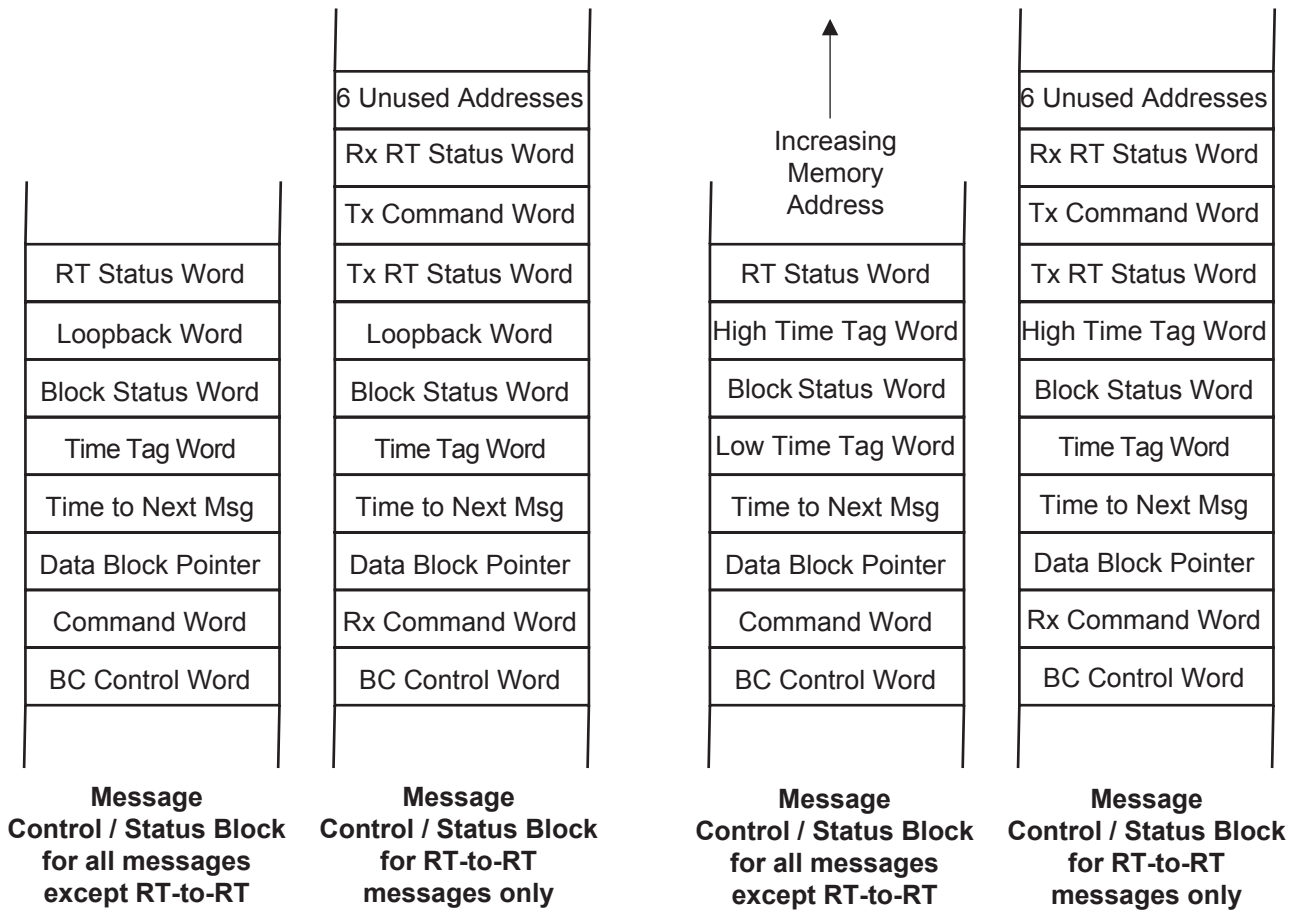 RT Status Word
Loopback Word
Block Status Word
Time Tag Word
Time to Next Msg
Data Block Pointer
Command Word
BC Control Word
Message
Control / Status Block
for all messages
except RT-to-RT
6 Unused Addresses
Rx RT Status Word
Tx Command Word
Tx RT Status Word
Loopback Word
Block Status Word
Time Tag Word
Time to Next Msg
Data Block Pointer
Rx Command Word
BC Control Word
Message
Control / Status Block
for RT-to-RT
messages only
Increasing
Memory
Address
RT Status Word
High Time Tag Word
Block Status Word
Low Time Tag Word
Time to Next Msg
Data Block Pointer
Command Word
BC Control Word
Message
Control / Status Block
for all messages
except RT-to-RT
6 Unused Addresses
Rx RT Status Word
Tx Command Word
Tx RT Status Word
High Time Tag Word
Block Status Word
Time Tag Word
Time to Next Msg
Data Block Pointer
Rx Command Word
BC Control Word
Message
Control / Status Block
for RT-to-RT
messages only